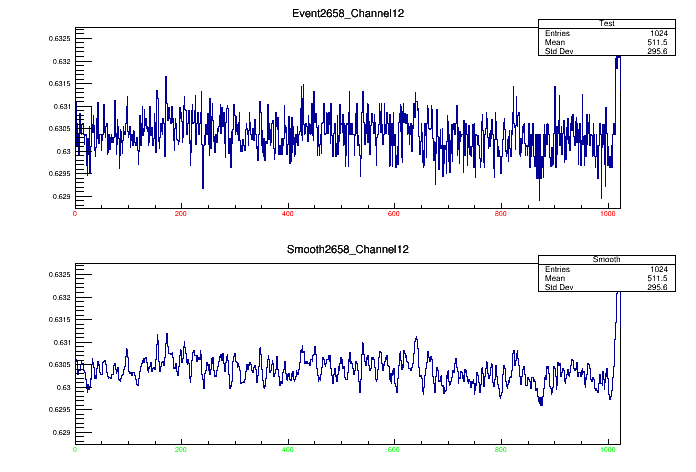 Event2658_Channel12
Test
Entries 1024
Mean 511.5
Std Dev 295.6
0.6325
0.632
0.6315
0.631
0.6305
0.63
0.6295
0.629
0 200 400 600 800 1000
Smooth2658_Channel12
Smooth
Entries 1024
Mean 511.5
Std Dev 295.6
0.6325
0.632
0.6315
0.631
0.6305
0.63
0.6295
0.629
0 200 400 600 800 1000